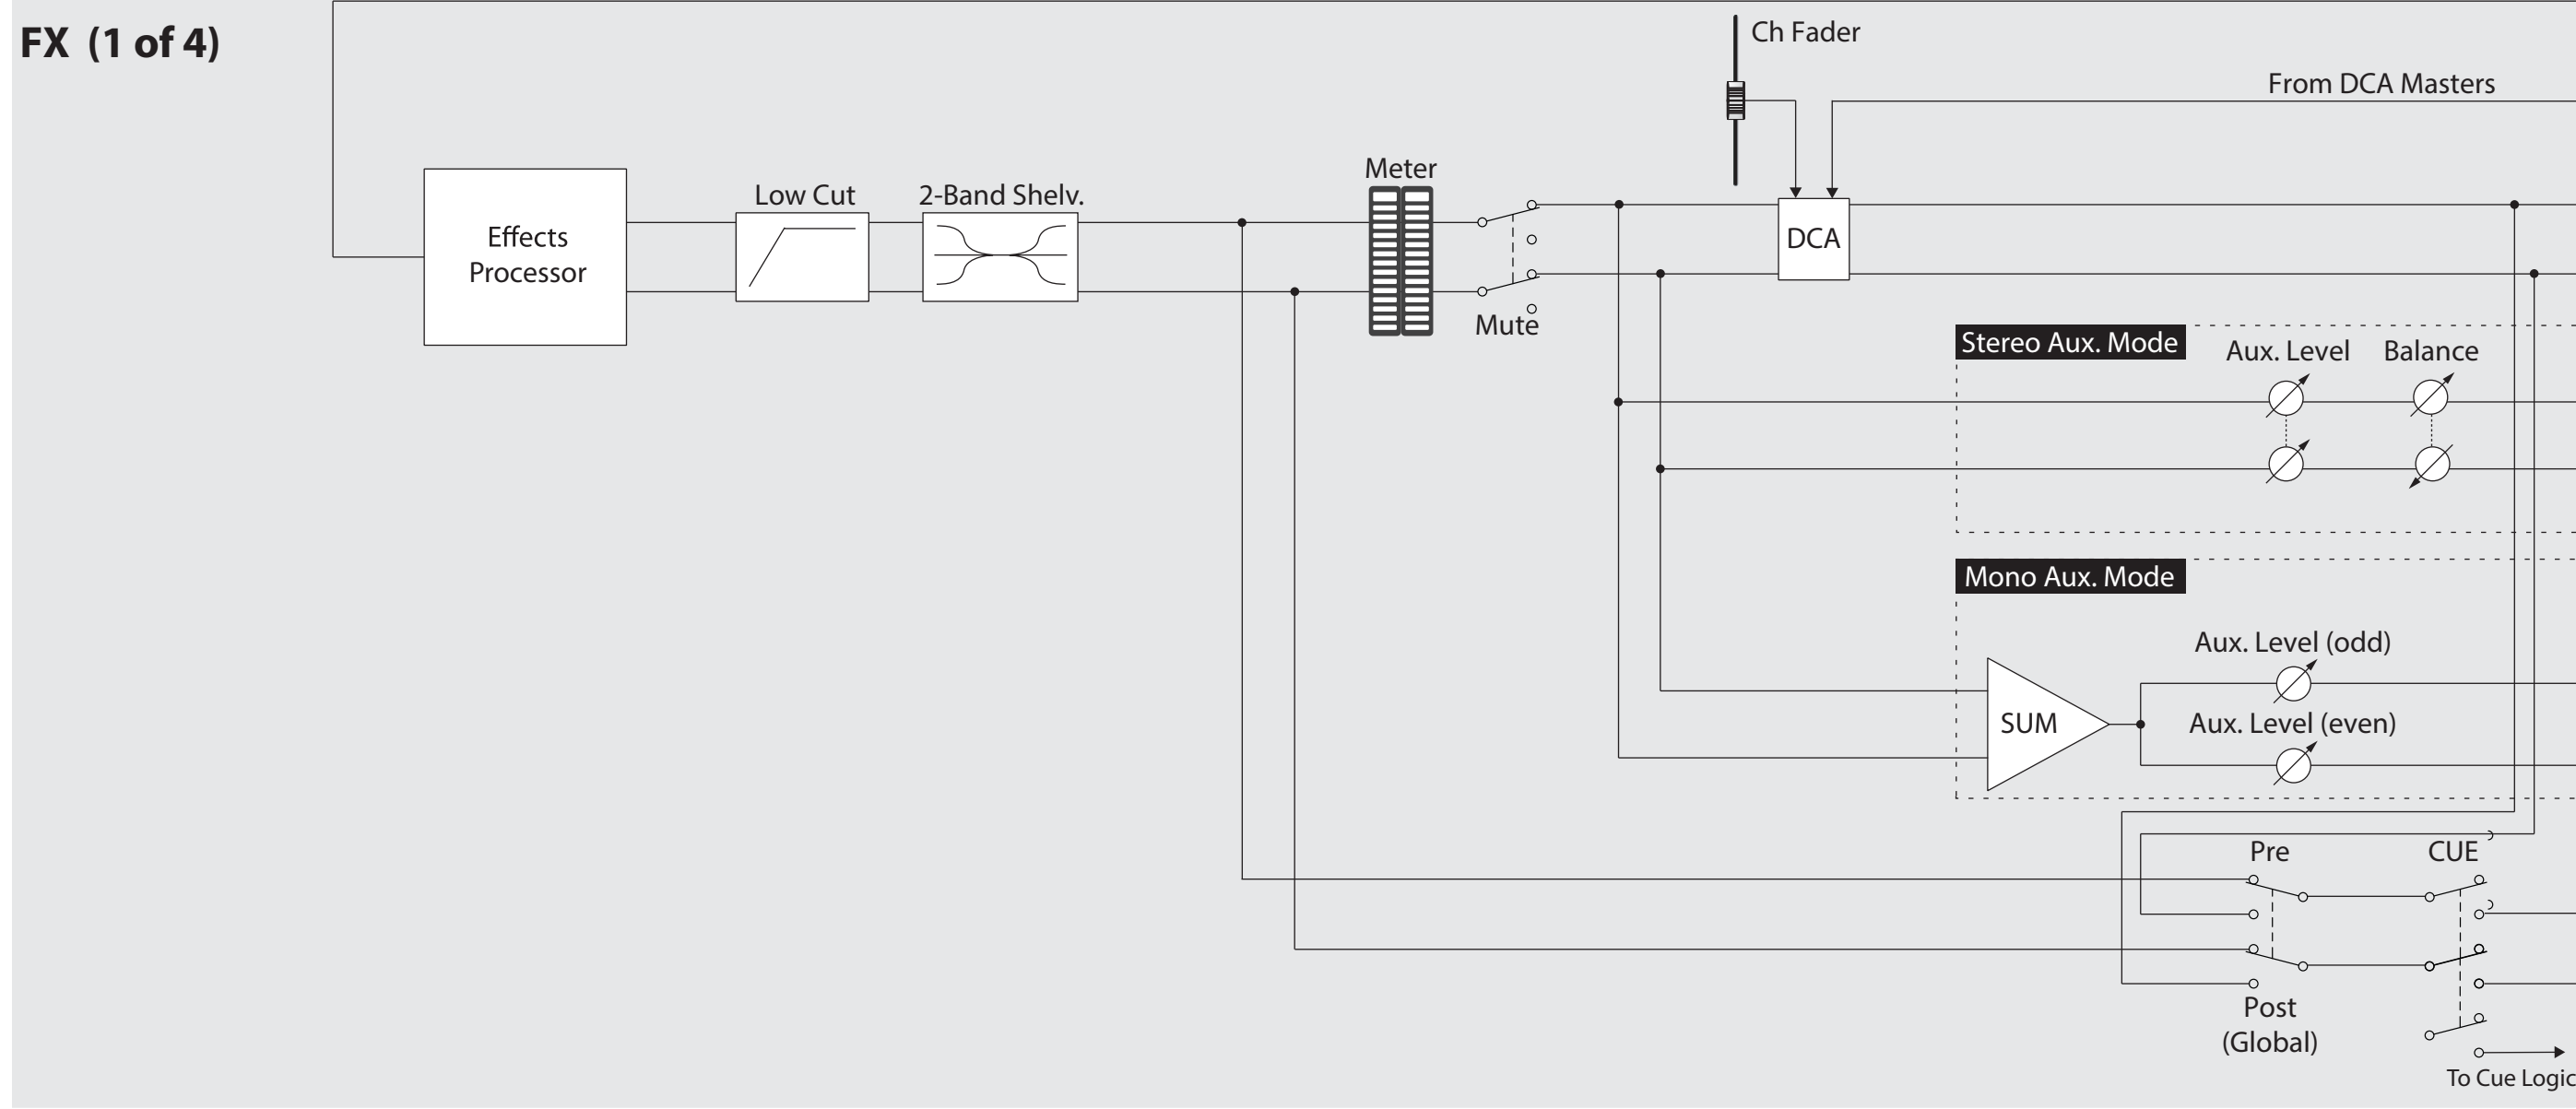 FX (1 of 4)
Ch Fader
From DCA Masters
Meter
Low Cut
2-Band Shelv.
Effects
Processor
DCA
Mute
Stereo Aux. Mode
Aux. Level
Balance
Mono Aux. Mode
Aux. Level (odd)
SUM
Aux. Level (even)
Pre
CUE
Post
(Global)
To Cue Logic